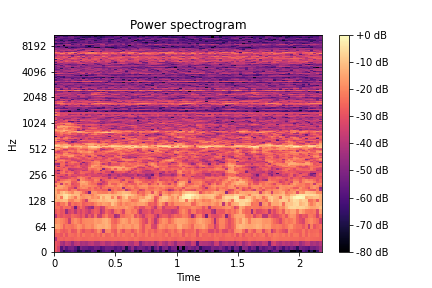 Power spectrogram
8192
4096
2048
1024
512
256
128
64
0
Hz
0
0.5
1
1.5
2
Time
+0 dB
-10 dB
-20 dB
-30 dB
-40 dB
-50 dB
-60 dB
-70 dB
-80 dB